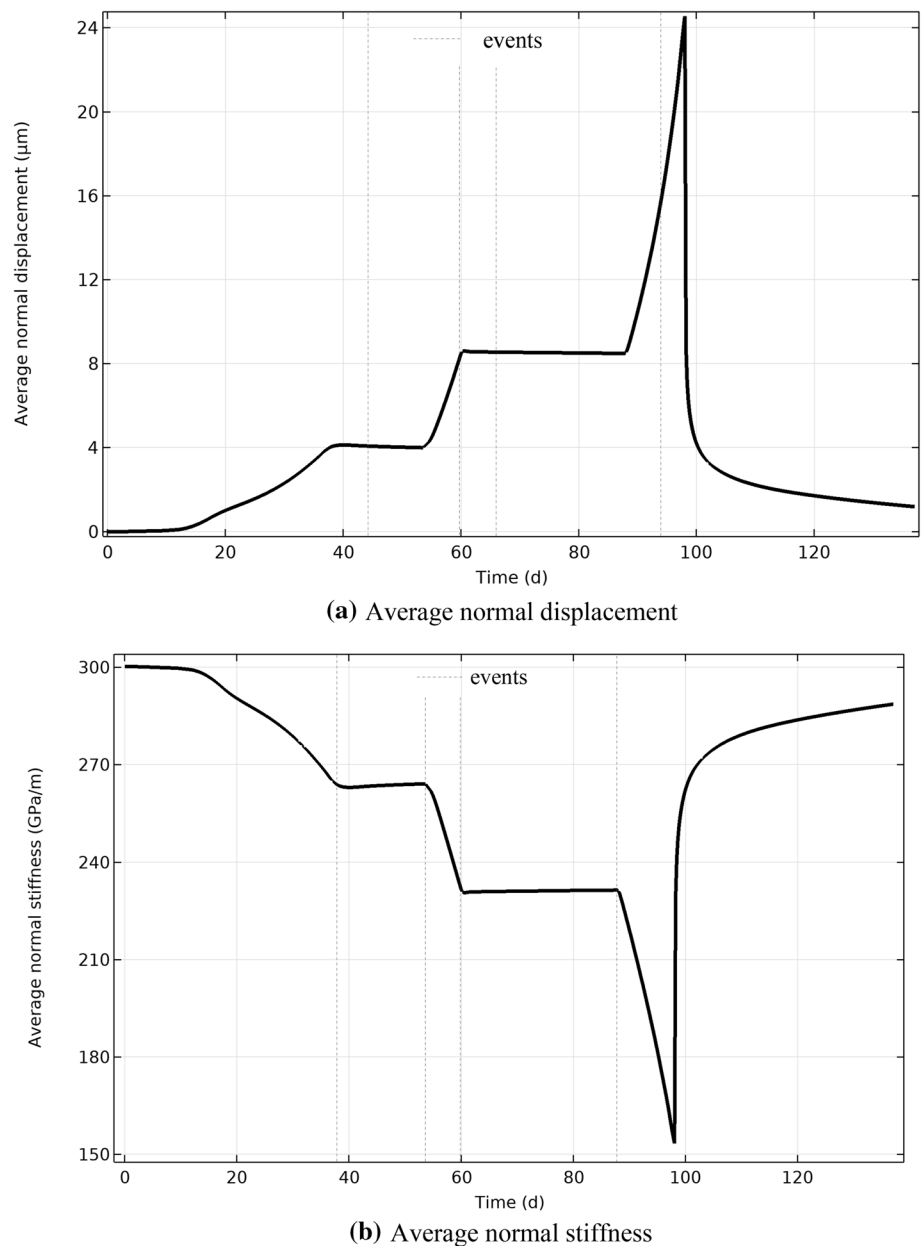 24
events
20
16
12
8
4
0
Average normal displacement (μm)
0 20 40 60 80 100 120
Time (d)
(a) Average normal displacement
300
events
270
240
210
180
150
Average normal stiffness (GPa/m)
0 20 40 60 80 100 120
Time (d)
(b) Average normal stiffness